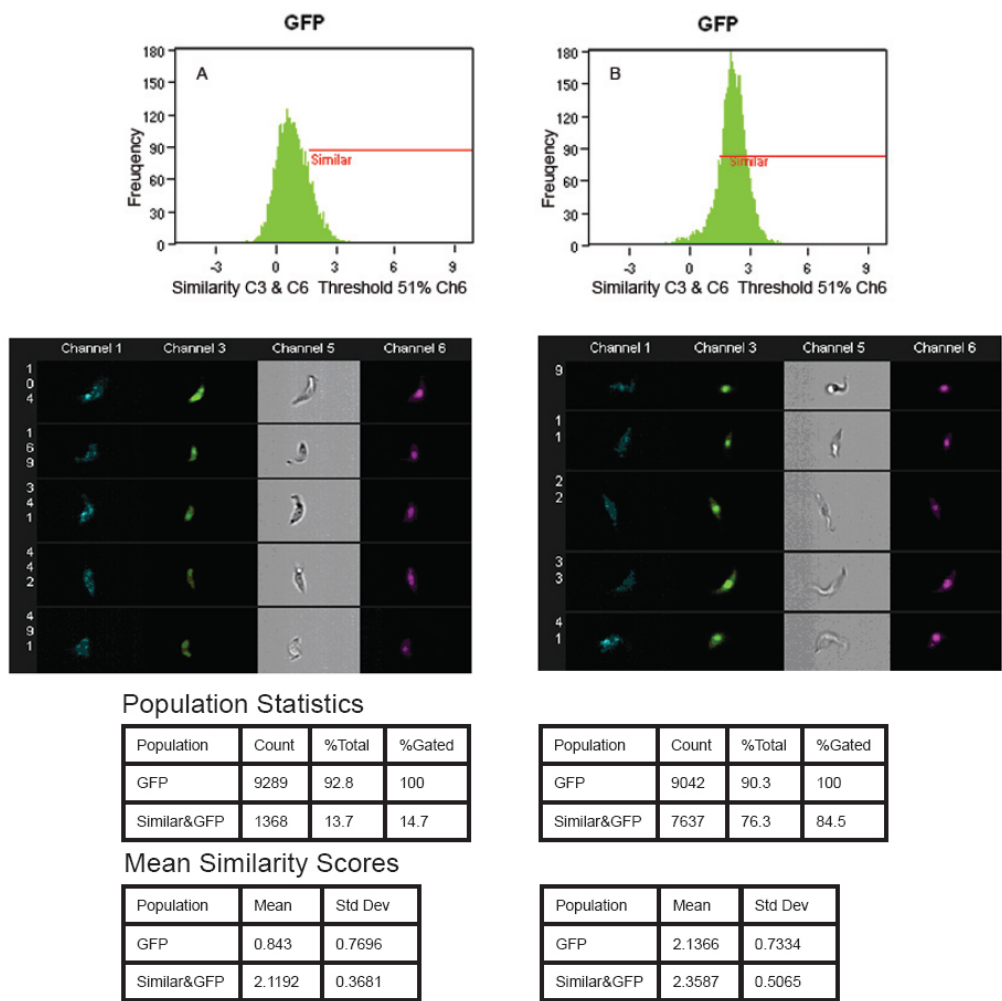 GFP
A
180
150
120
90
60
30
0
Freuqency
Similar
-3 0 3 6 9
Similarity C3 & C6 Threshold 51% Ch6
GFP
B
180
150
120
90
60
30
0
Freuqency
Similar
-3 0 3 6 9
Similarity C3 & C6 Threshold 51% Ch6
Channel 1 Channel 3 Channel 5 Channel 6
104
169
341
442
491
Channel 1 Channel 3 Channel 5 Channel 6
9
11
22
33
41
Population Statistics
Population Count %Total %Gated
GFP 9289 92.8 100
Similar&GFP 1368 13.7 14.7
Population Count %Total %Gated
GFP 9042 90.3 100
Similar&GFP 7637 76.3 84.5
Mean Similarity Scores
Population Mean Std Dev
GFP 0.843 0.7696
Similar&GFP 2.1192 0.3681
Population Mean Std Dev
GFP 2.1366 0.7334
Similar&GFP 2.3587 0.5065